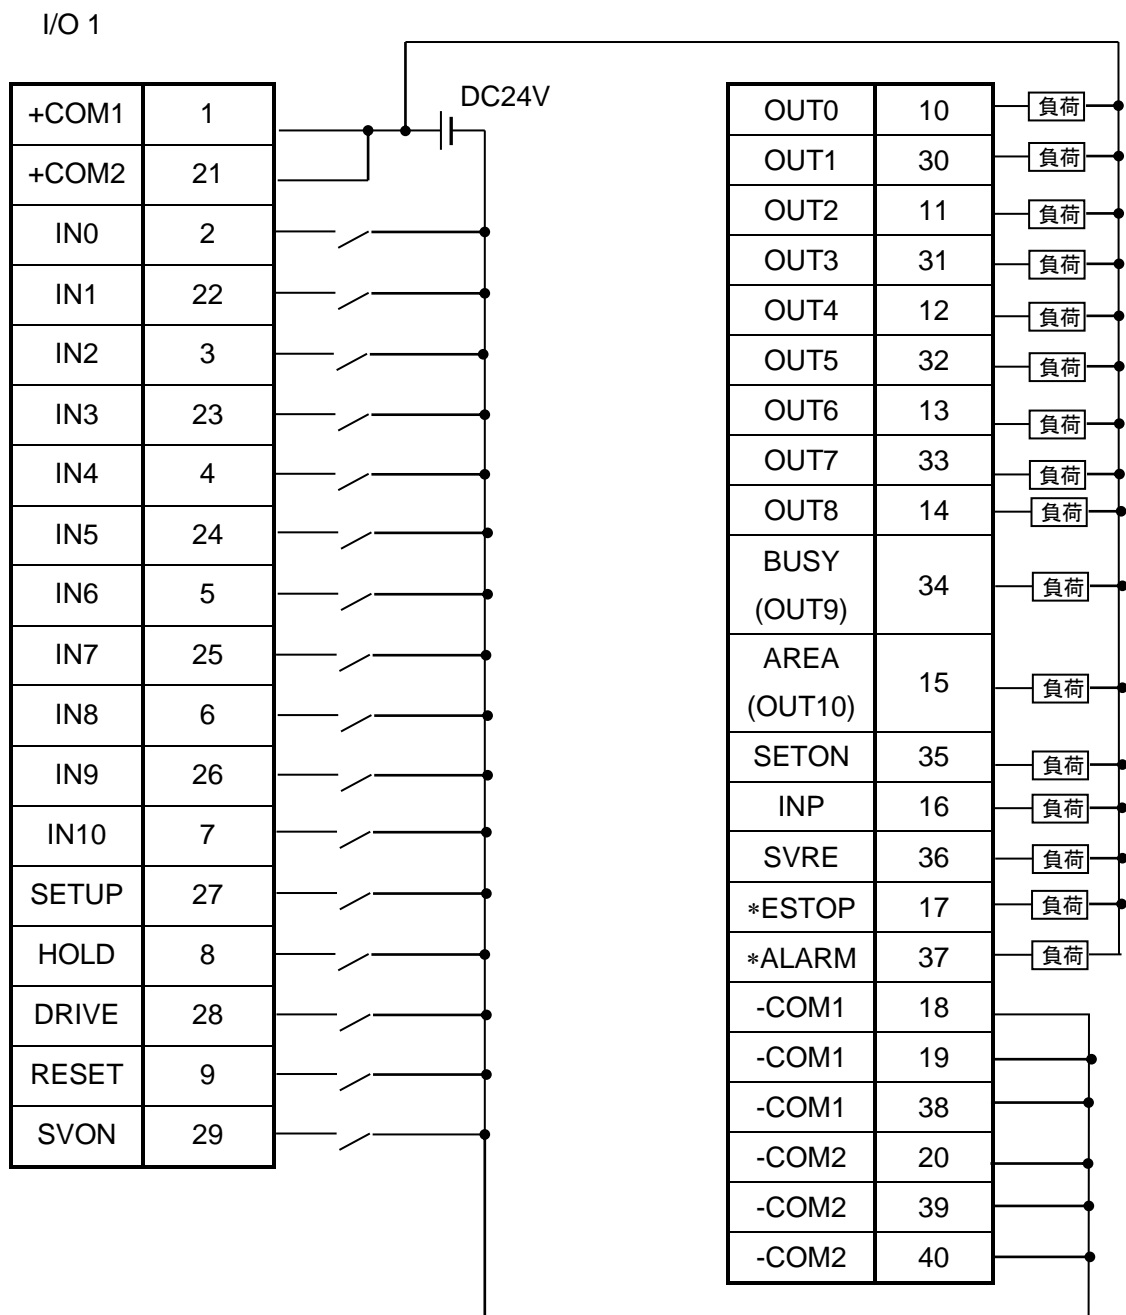 I/O 1
DC24V
+COM1 1
+COM2 21
IN0 2
IN1 22
IN2 3
IN3 23
IN4 4
IN5 24
IN6 5
IN7 25
IN8 6
IN9 26
IN10 7
SETUP 27
HOLD 8
DRIVE 28
RESET 9
SVON 29
OUT0 10 負荷
OUT1 30 負荷
OUT2 11 負荷
OUT3 31 負荷
OUT4 12 負荷
OUT5 32 負荷
OUT6 13 負荷
OUT7 33 負荷
OUT8 14 負荷
BUSY
(OUT9) 34 負荷
AREA
(OUT10) 15 負荷
SETON 35 負荷
INP 16 負荷
SVRE 36 負荷
*ESTOP 17 負荷
*ALARM 37 負荷
-COM1 18
-COM1 19
-COM1 38
-COM2 20
-COM2 39
-COM2 40